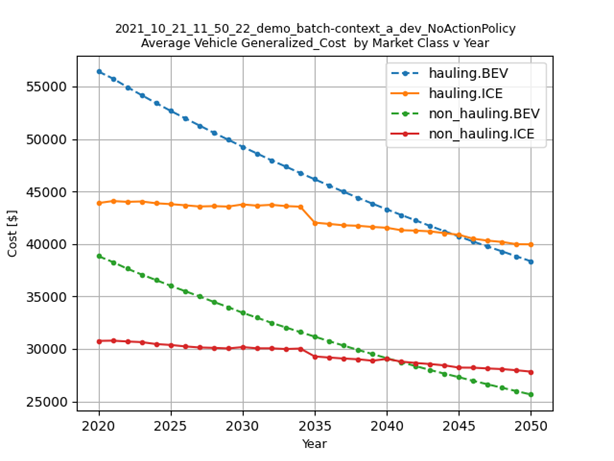 2021_10_21_11_50_22_demo_batch-context_a_dev_NoActionPolicy
Average Vehicle Generalized_Cost by Market Class v Year
hauling.BEV
hauling.ICE
non_hauling.BEV
non_hauling.ICE
Cost [$]
55000
50000
45000
40000
35000
30000
25000
2020 2025 2030 2035 2040 2045 2050
Year